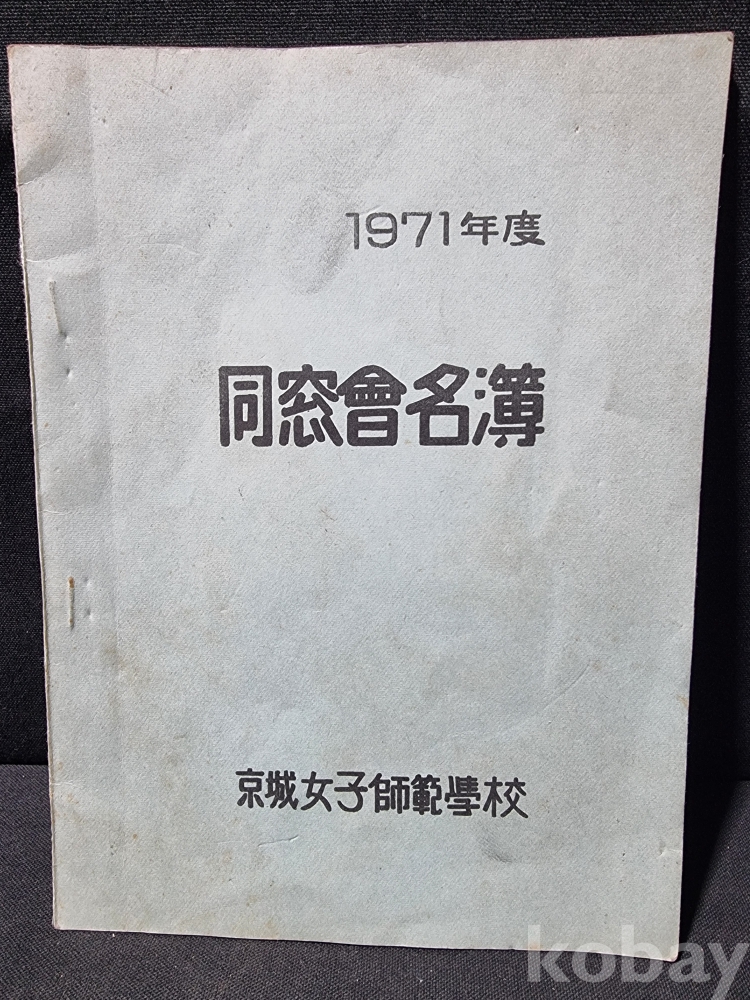 1971年度
同窓會名簿
京城女子師範學校
kobay